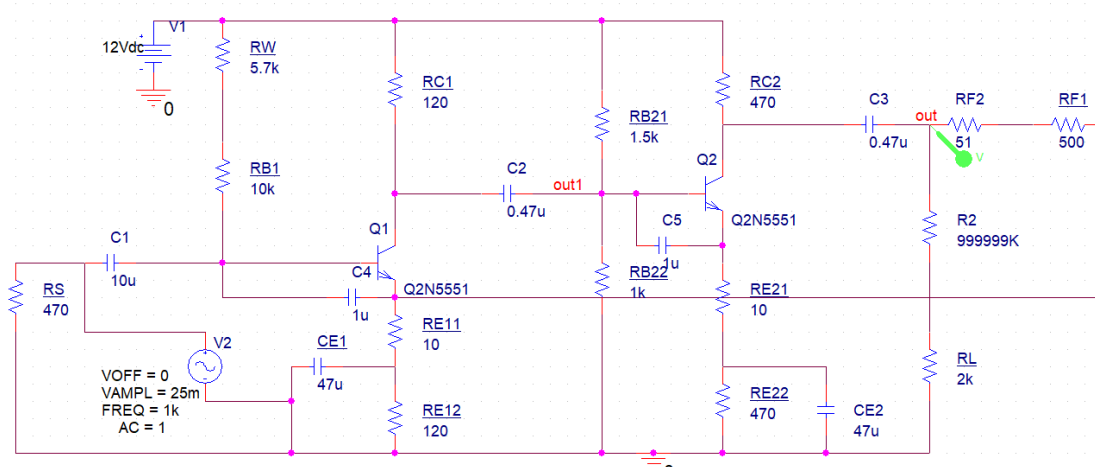 V1
12Vdc
0
RW
5.7k
RC1
120
RB21
1.5k
RC2
470
C3
0.47u
out
RF2
51
RF1
500
V
RB1
10k
C2
0.47u
out1
Q2
Q2N5551
C1
10u
Q1
Q2N5551
C4
1u
C5
1u
RB22
1k
R2
999999K
RS
470
V2
VOFF = 0
VAMPL = 25m
FREQ = 1k
AC = 1
CE1
47u
RE11
10
RE12
120
RE21
10
RE22
470
CE2
47u
RL
2k